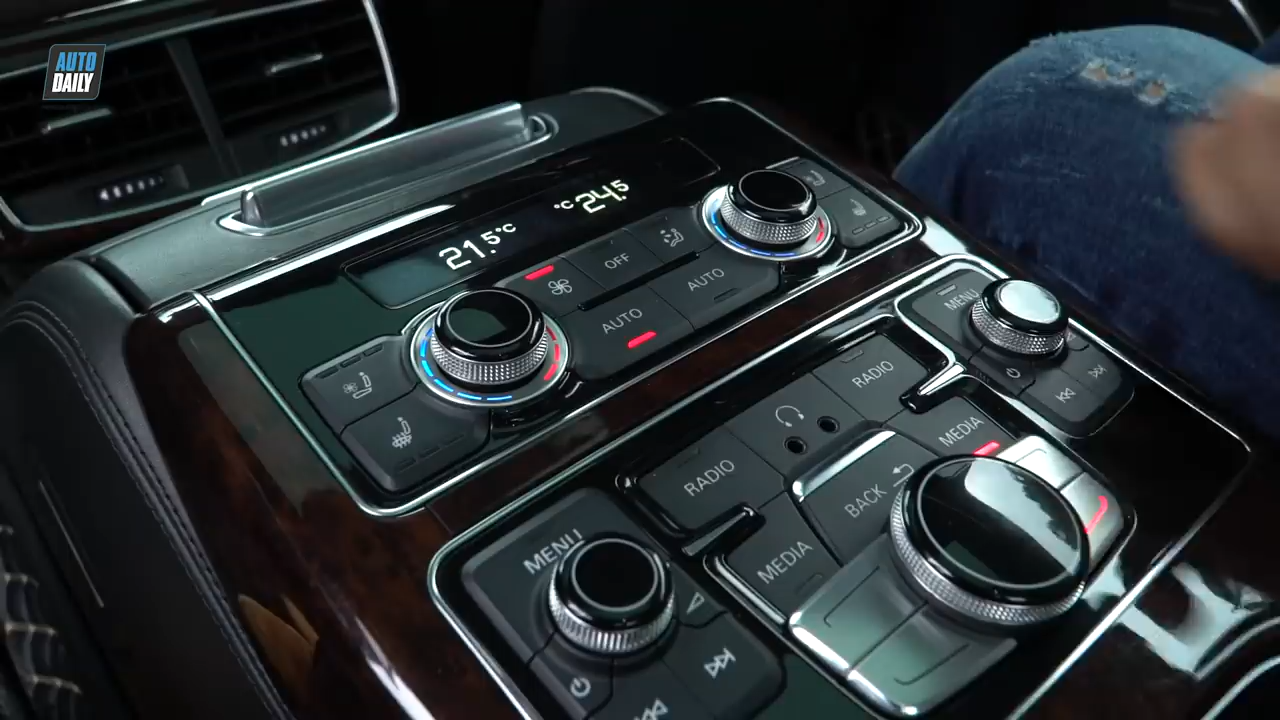 AUTO
DAILY
21.5°C
°C 24.5
OFF
AUTO
AUTO
MENU
RADIO
RADIO
MEDIA
BACK
MEDIA
MENU